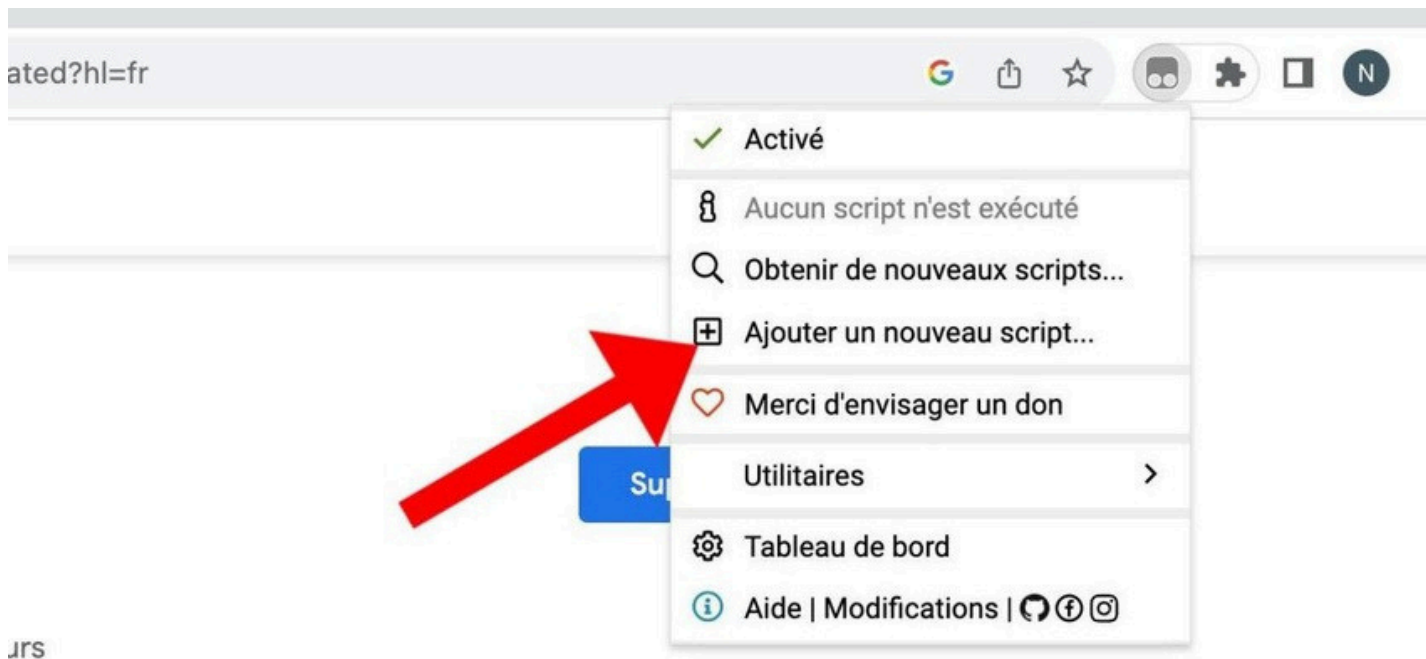 ated?hl=fr
N
Activé
Aucun script n'est exécuté
Obtenir de nouveaux scripts...
Ajouter un nouveau script...
Merci d'envisager un don
Sup
Utilitaires
Tableau de bord
Aide | Modifications |
urs